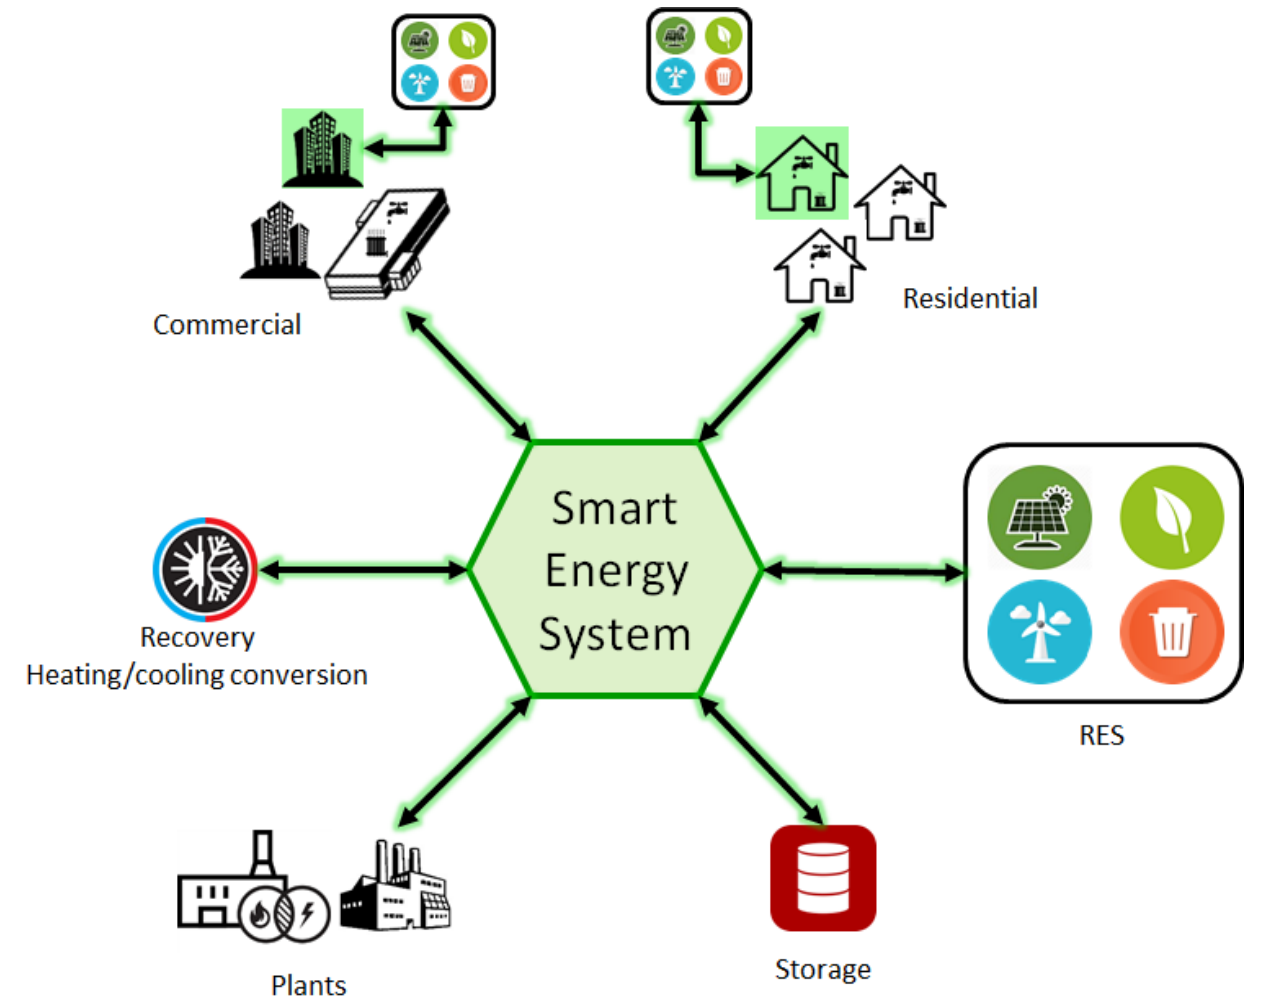 Commercial
Residential
Smart
Energy
System
Recovery
Heating/cooling conversion
RES
Plants
Storage